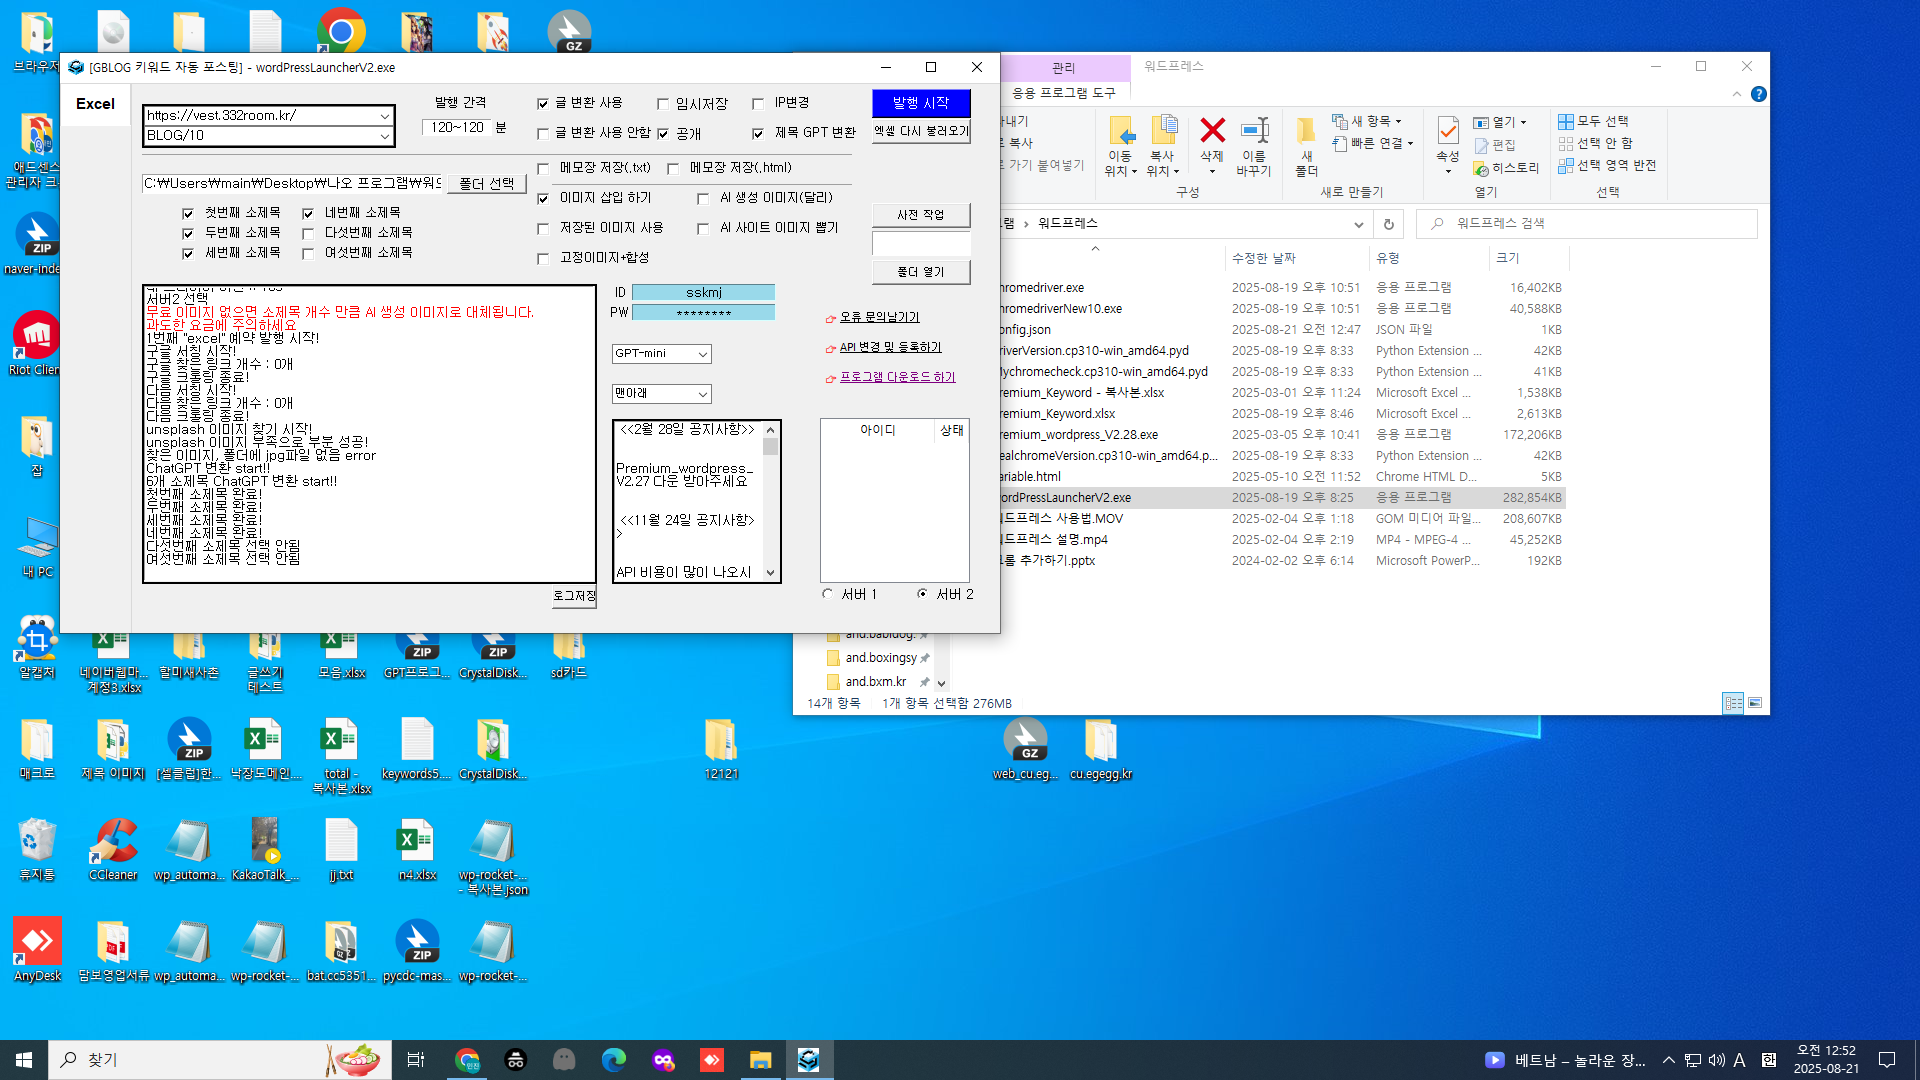 브라우저
GZ
[GBLOG 키워드 자동 포스팅] - wordPressLauncherV2.exe
Excel
https://vest.332room.kr/
BLOG/10
발행 간격
120~120 분
글 변환 사용
임시저장
IP변경
글 변환 사용 안함
공개
제목 GPT 변환
발행 시작
엑셀 다시 불러오기
메모장 저장(.txt)
메모장 저장(.html)
C:₩Users₩main₩Desktop₩나오 프로그램₩워드
폴더 선택
이미지 삽입 하기
AI 생성 이미지(달리)
저장된 이미지 사용
AI 사이트 이미지 뽑기
고정이미지+합성
첫번째 소제목
네번째 소제목
두번째 소제목
다섯번째 소제목
세번째 소제목
여섯번째 소제목
사전 작업
폴더 열기
서버2 선택
무료 이미지 없으면 소제목 개수 만큼 AI 생성 이미지로 대체됩니다.
과도한 요금에 주의하세요
1번째 "excel" 예약 발행 시작!
구글 서칭 시작!
구글 찾은 링크 개수 : 0개
구글 크롤링 종료!
다음 서칭 시작!
다음 찾은 링크 개수 : 0개
다음 크롤링 종료!
unsplash 이미지 찾기 시작!
unsplash 이미지 부족으로 부분 성공!
찾은 이미지, 폴더에 jpg파일 없음 error
ChatGPT 변환 start!!
6개 소제목 ChatGPT 변환 start!!
첫번째 소제목 완료!
두번째 소제목 완료!
세번째 소제목 완료!
네번째 소제목 완료!
다섯번째 소제목 선택 안됨
여섯번째 소제목 선택 안됨
로그저장
ID sskmj
PW ********
GPT-mini
맨아래
오류 문의남기기
API 변경 및 등록하기
프로그램 다운로드 하기
<<2월 28일 공지사항>>
Premium_wordpress_
V2.27 다운 받아주세요
<<11월 24일 공지사항>
>
API 비용이 많이 나오시
아이디 상태
서버 1
서버 2
관리
워드프레스
응용 프로그램 도구
이동 위치
복사 위치
삭제
이름 바꾸기
구성
새 폴더
새 항목
빠른 연결
새로 만들기
속성
열기
편집
히스토리
열기
모두 선택
선택 안 함
선택 영역 반전
선택
램 › 워드프레스
워드프레스 검색
수정한 날짜 유형 크기
hromedriver.exe 2025-08-19 오후 10:51 응용 프로그램 16,402KB
hromedriverNew10.exe 2025-08-19 오후 10:51 응용 프로그램 40,588KB
onfig.json 2025-08-21 오전 12:47 JSON 파일 1KB
riverVersion.cp310-win_amd64.pyd 2025-08-19 오후 8:33 Python Extension ... 42KB
ychromecheck.cp310-win_amd64.pyd 2025-08-19 오후 8:33 Python Extension ... 41KB
remium_Keyword - 복사본.xlsx 2025-03-01 오후 11:24 Microsoft Excel ... 1,538KB
remium_Keyword.xlsx 2025-08-19 오후 8:46 Microsoft Excel ... 2,613KB
remium_wordpress_V2.28.exe 2025-03-05 오후 10:41 응용 프로그램 172,206KB
ealchromeVersion.cp310-win_amd64.p... 2025-08-19 오후 8:33 Python Extension ... 42KB
ariable.html 2025-05-10 오전 11:52 Chrome HTML D... 5KB
ordPressLauncherV2.exe 2025-08-19 오후 8:25 응용 프로그램 282,854KB
워드프레스 사용법.MOV 2025-02-04 오후 1:18 GOM 미디어 파일... 208,607KB
워드프레스 설명.mp4 2025-02-04 오후 2:19 MP4 - MPEG-4 ... 45,252KB
크롬 추가하기.pptx 2024-02-02 오후 6:14 Microsoft PowerP... 192KB
and.babidog.
and.boxingsy
and.bxm.kr
14개 항목 1개 항목 선택함 276MB
애드센스
관리자 크
naver-inde
Riot Clien
잡
내 PC
알캡처
네이버웹마... 계정3.xlsx
할미새사촌
글쓰기 테스트
모음.xlsx
GPT프로그...
CrystalDisk...
sd카드
매크로
제목 이미지
[셀클럽]한...
낙장도메인....
total - 복사본.xlsx
keywords5....
CrystalDisk...
12121
web_cu.eg...
cu.egegg.kr
휴지통
CCleaner
wp_automa...
KakaoTalk_...
jj.txt
n4.xlsx
wp-rocket-... - 복사본.json
AnyDesk
담보영업서류
wp_automa...
wp-rocket-...
bat.cc5351...
pycdc-mas...
wp-rocket-...
찾기
베트남 – 놀라운 장...
A
한
오전 12:52
2025-08-21